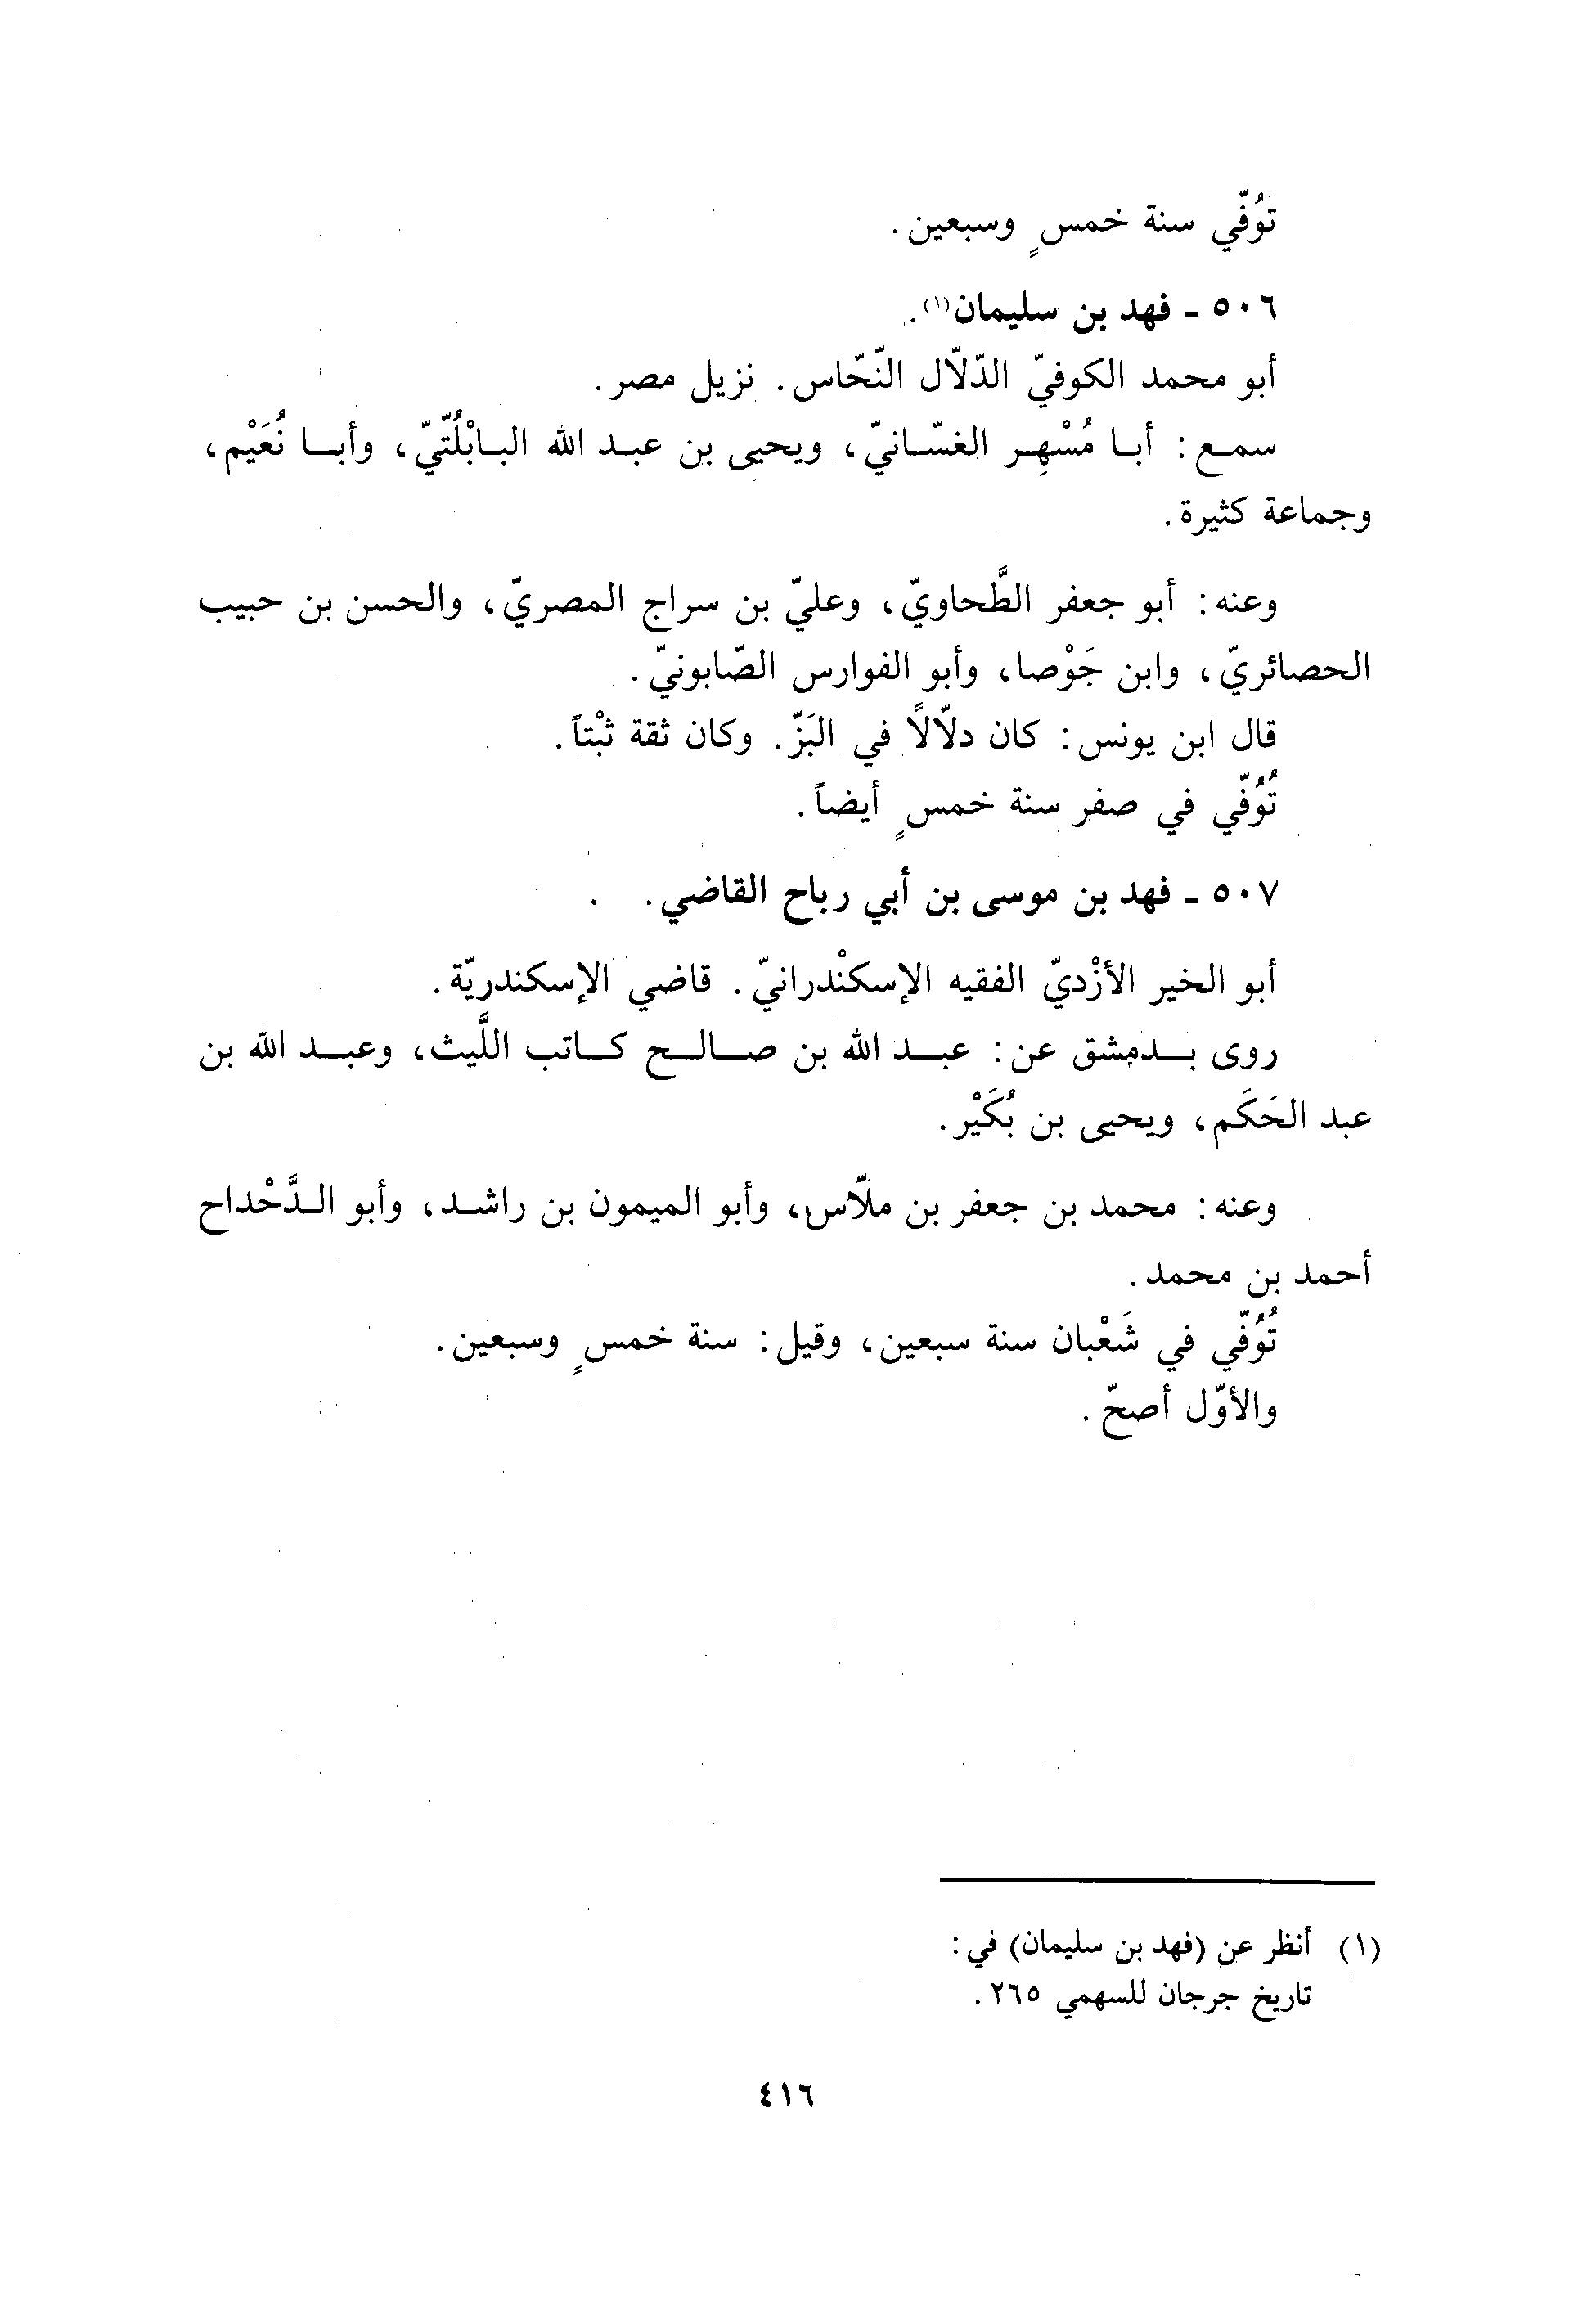 توُفّي سنة خمسٍ وسبعين.
٥٠٦ - فهد بن سليمان(١).
أبو محمد الكوفيّ الدّلّال النّحّاس. نزيل مصر.
سمع: أبا مُسْهِر الغسّانيّ، ويحيى بن عبد الله البابْلُتّيّ، وأبا نُعَيْم،
وجماعة كثيرة.
وعنه: أبو جعفر الطَّحاويّ، وعليّ بن سراج المصريّ، والحسن بن حبيب
الحصائريّ، وابن جَوْصا، وأبو الفوارس الصّابونيّ.
قال ابن يونس: كان دلّالاً في البَزّ. وكان ثقة ثبْتاً.
تُوُفّي في صفر سنة خمسٍ أيضاً.
٥٠٧ - فهد بن موسى بن أبي رباح القاضي.
أبو الخير الأزْديّ الفقيه الإسكنْدرانيّ. قاضي الإسكندريّة.
روى بدمشق عن: عبد الله بن صالح كاتب اللَّيث، وعبد الله بن
عبد الحَكَم، ويحيى بن بُكَيْر.
وعنه: محمد بن جعفر بن ملّاس، وأبو الميمون بن راشد، وأبو الدَّحْداح
أحمد بن محمد.
تُوُفّي في شَعْبان سنة سبعين، وقيل: سنة خمسٍ وسبعين.
والأوّل أصحّ.
(١) أنظر عن (فهد بن سليمان) في:
تاريخ جرجان للسهمي ٢٦٥.
٤١٦